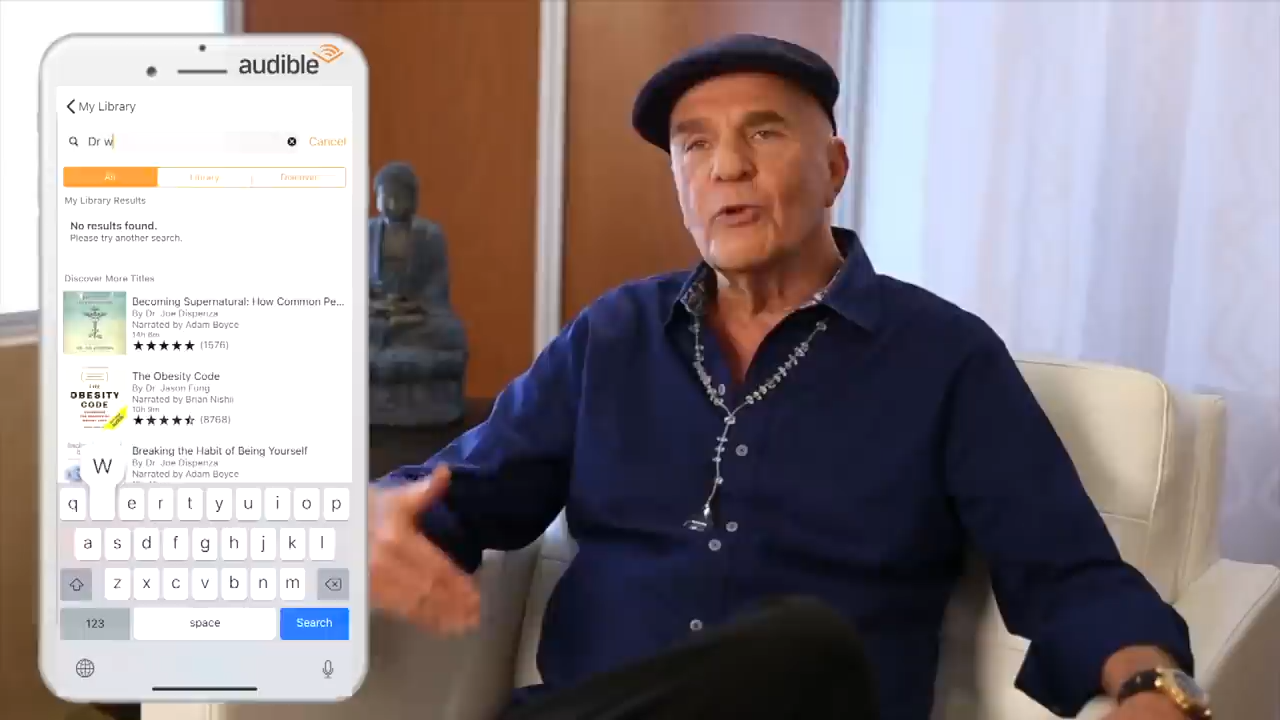 audible
My Library
Dr w
Cancel
All
Library
Discover
My Library Results
No results found.
Please try another search.
Discover More Titles
Becoming Supernatural: How Common Pe...
By Dr. Joe Dispenza
Narrated by Adam Boyce
14h 6m
(1576)
THE
OBESITY
CODE
The Obesity Code
By Dr. Jason Fung
Narrated by Brian Nishii
10h 9m
(8768)
Breaking the Habit of Being Yourself
By Dr. Joe Dispenza
Narrated by Adam Boyce
W
q e r t y u i o p
a s d f g h j k l
z x c v b n m
123 space Search